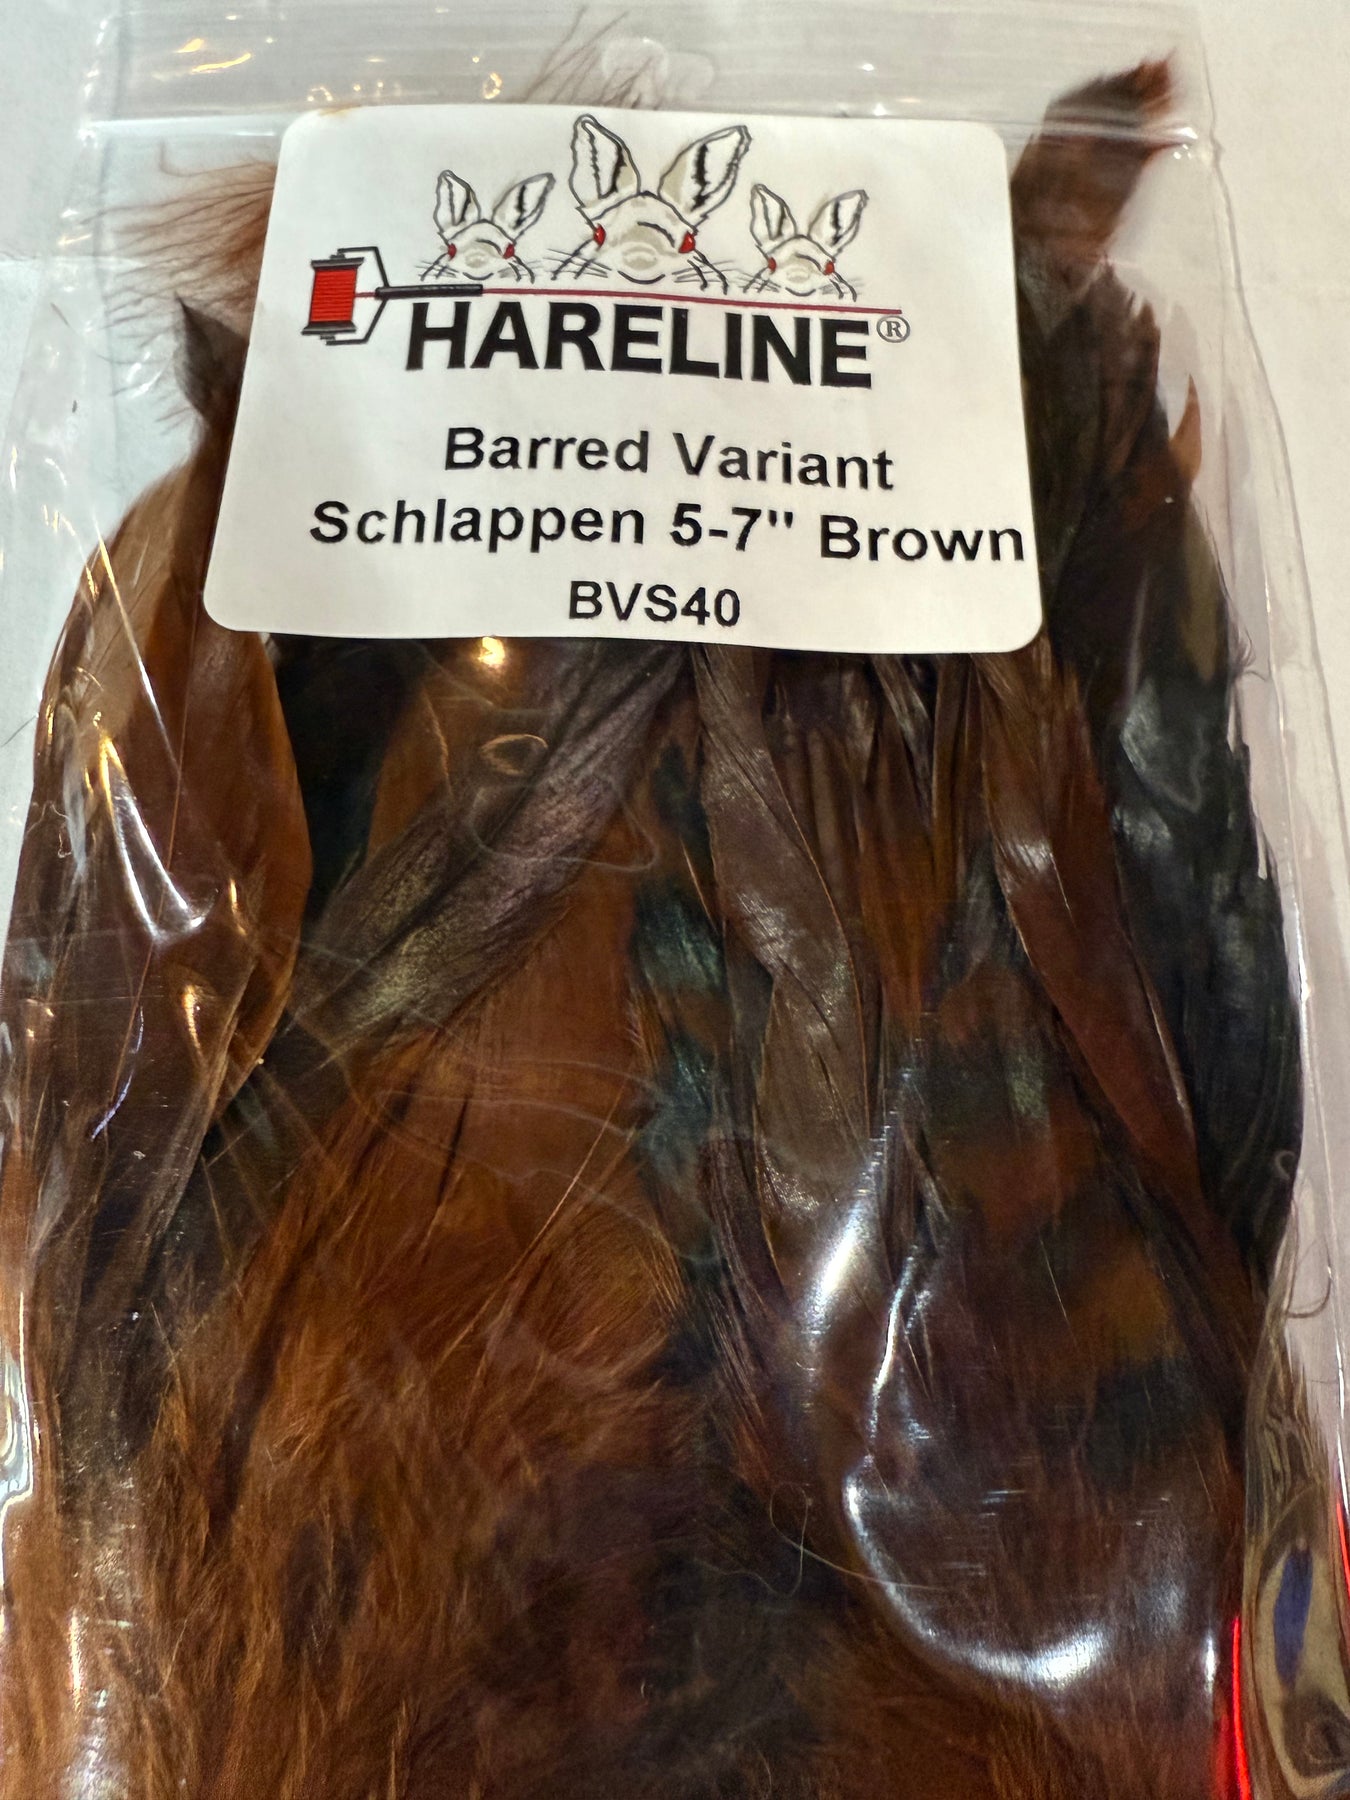 HARELINE®
Barred Variant
Schlappen 5-7" Brown
BVS40